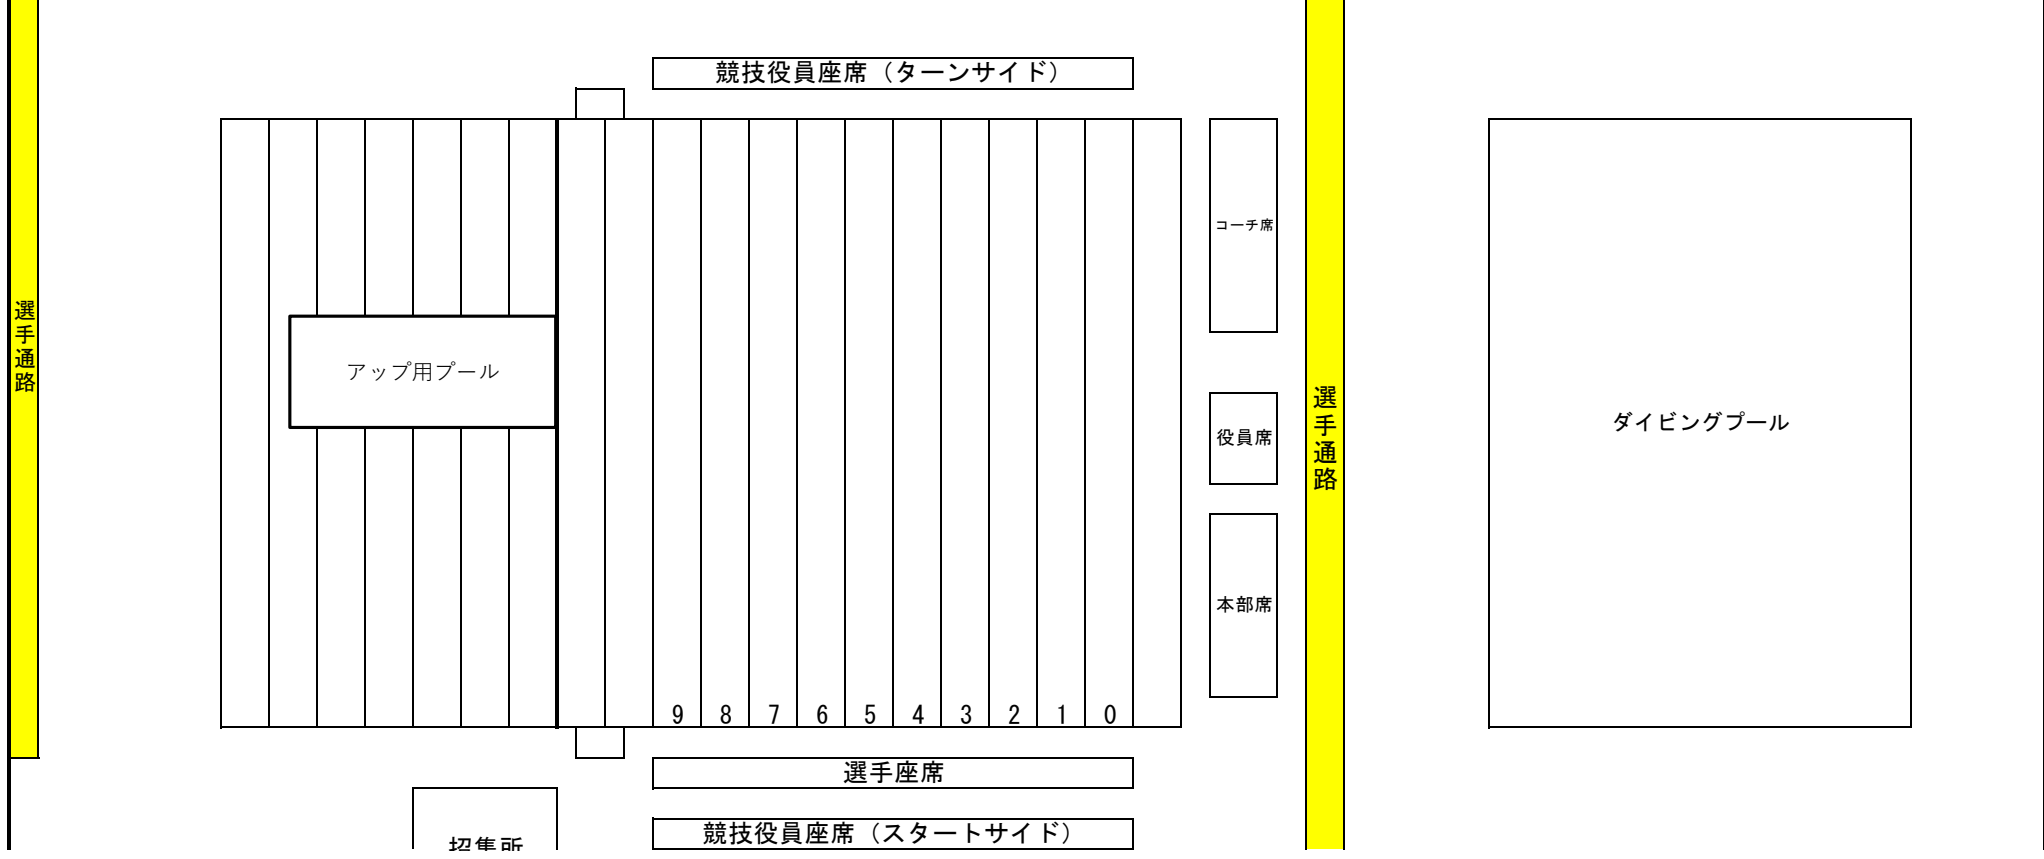 競技役員座席（ターンサイド）
コーチ席
選手通路
アップ用プール
選手通路
ダイビングプール
役員席
本部席
9 8 7 6 5 4 3 2 1 0
選手座席
競技役員座席（スタートサイド）
招集所